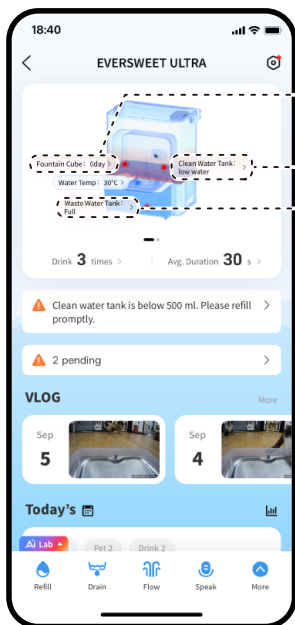 18:40
EVERSWEET ULTRA
Fountain Cube: 0day >
Clean Water Tank:
low water >
Water Temp: 30°C >
Waste Water Tank:
Full >
Drink 3 times >
Avg. Duration 30 s >
Clean water tank is below 500 ml. Please refill >
promptly.
2 pending >
VLOG
More
Sep
5
Sep
4
Today's
Ai Lab
Pet 2
Drink 2
Refill
Drain
Flow
Speak
More